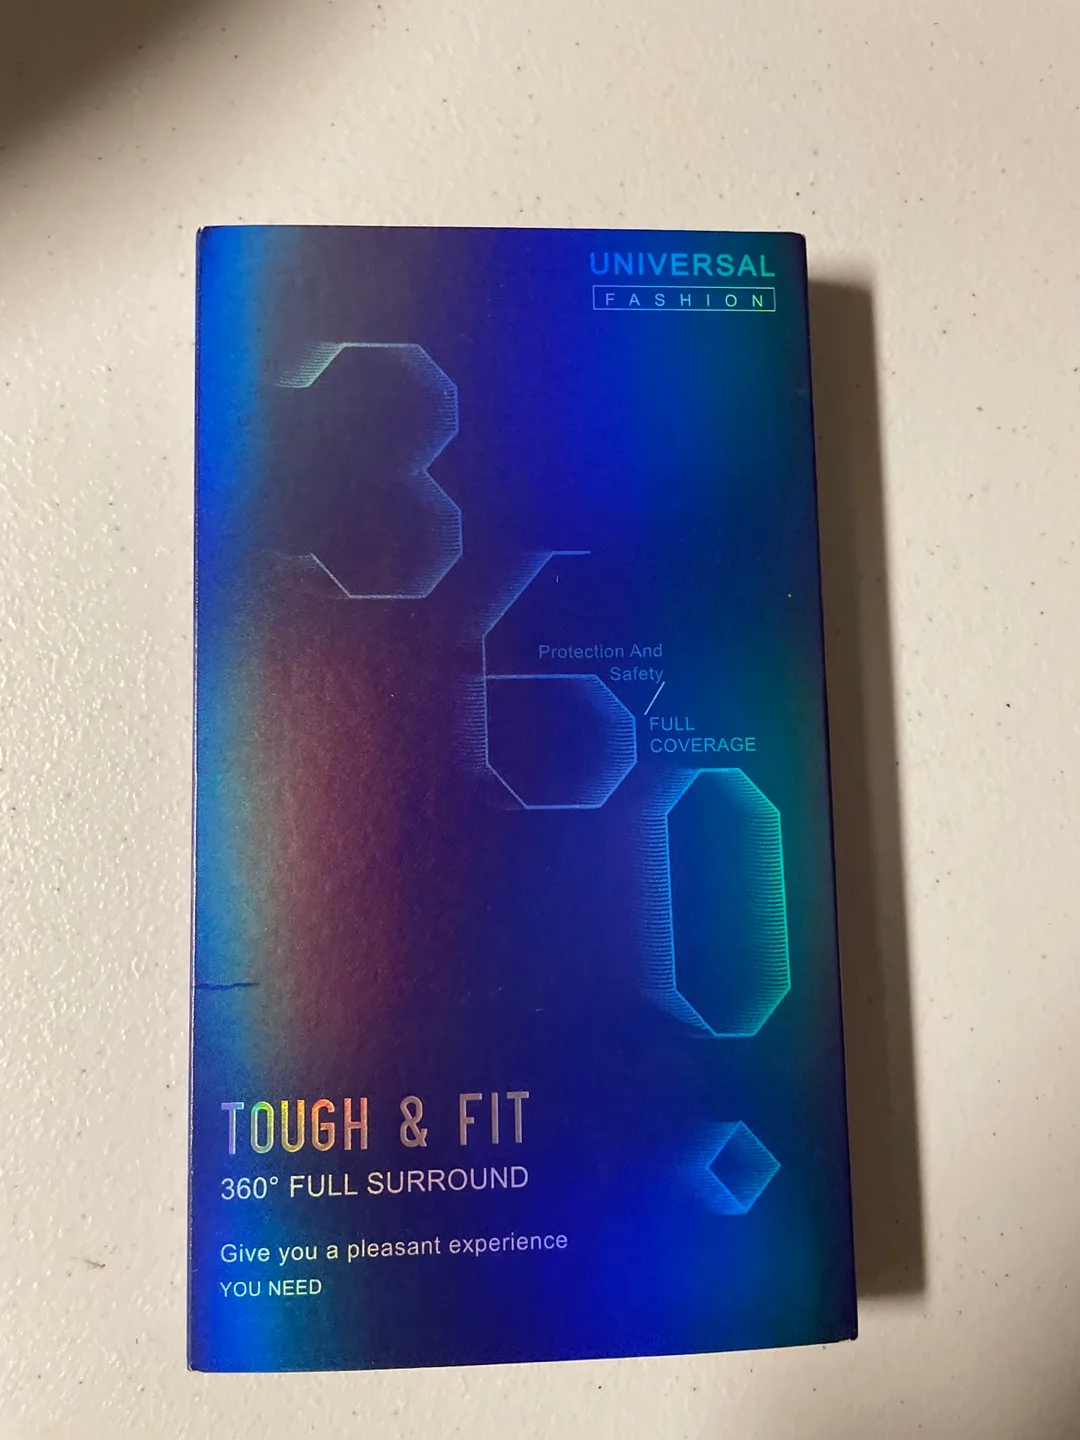 UNIVERSAL
FASHION
360
Protection And
Safety
FULL
COVERAGE
TOUGH & FIT
360° FULL SURROUND
Give you a pleasant experience
YOU NEED